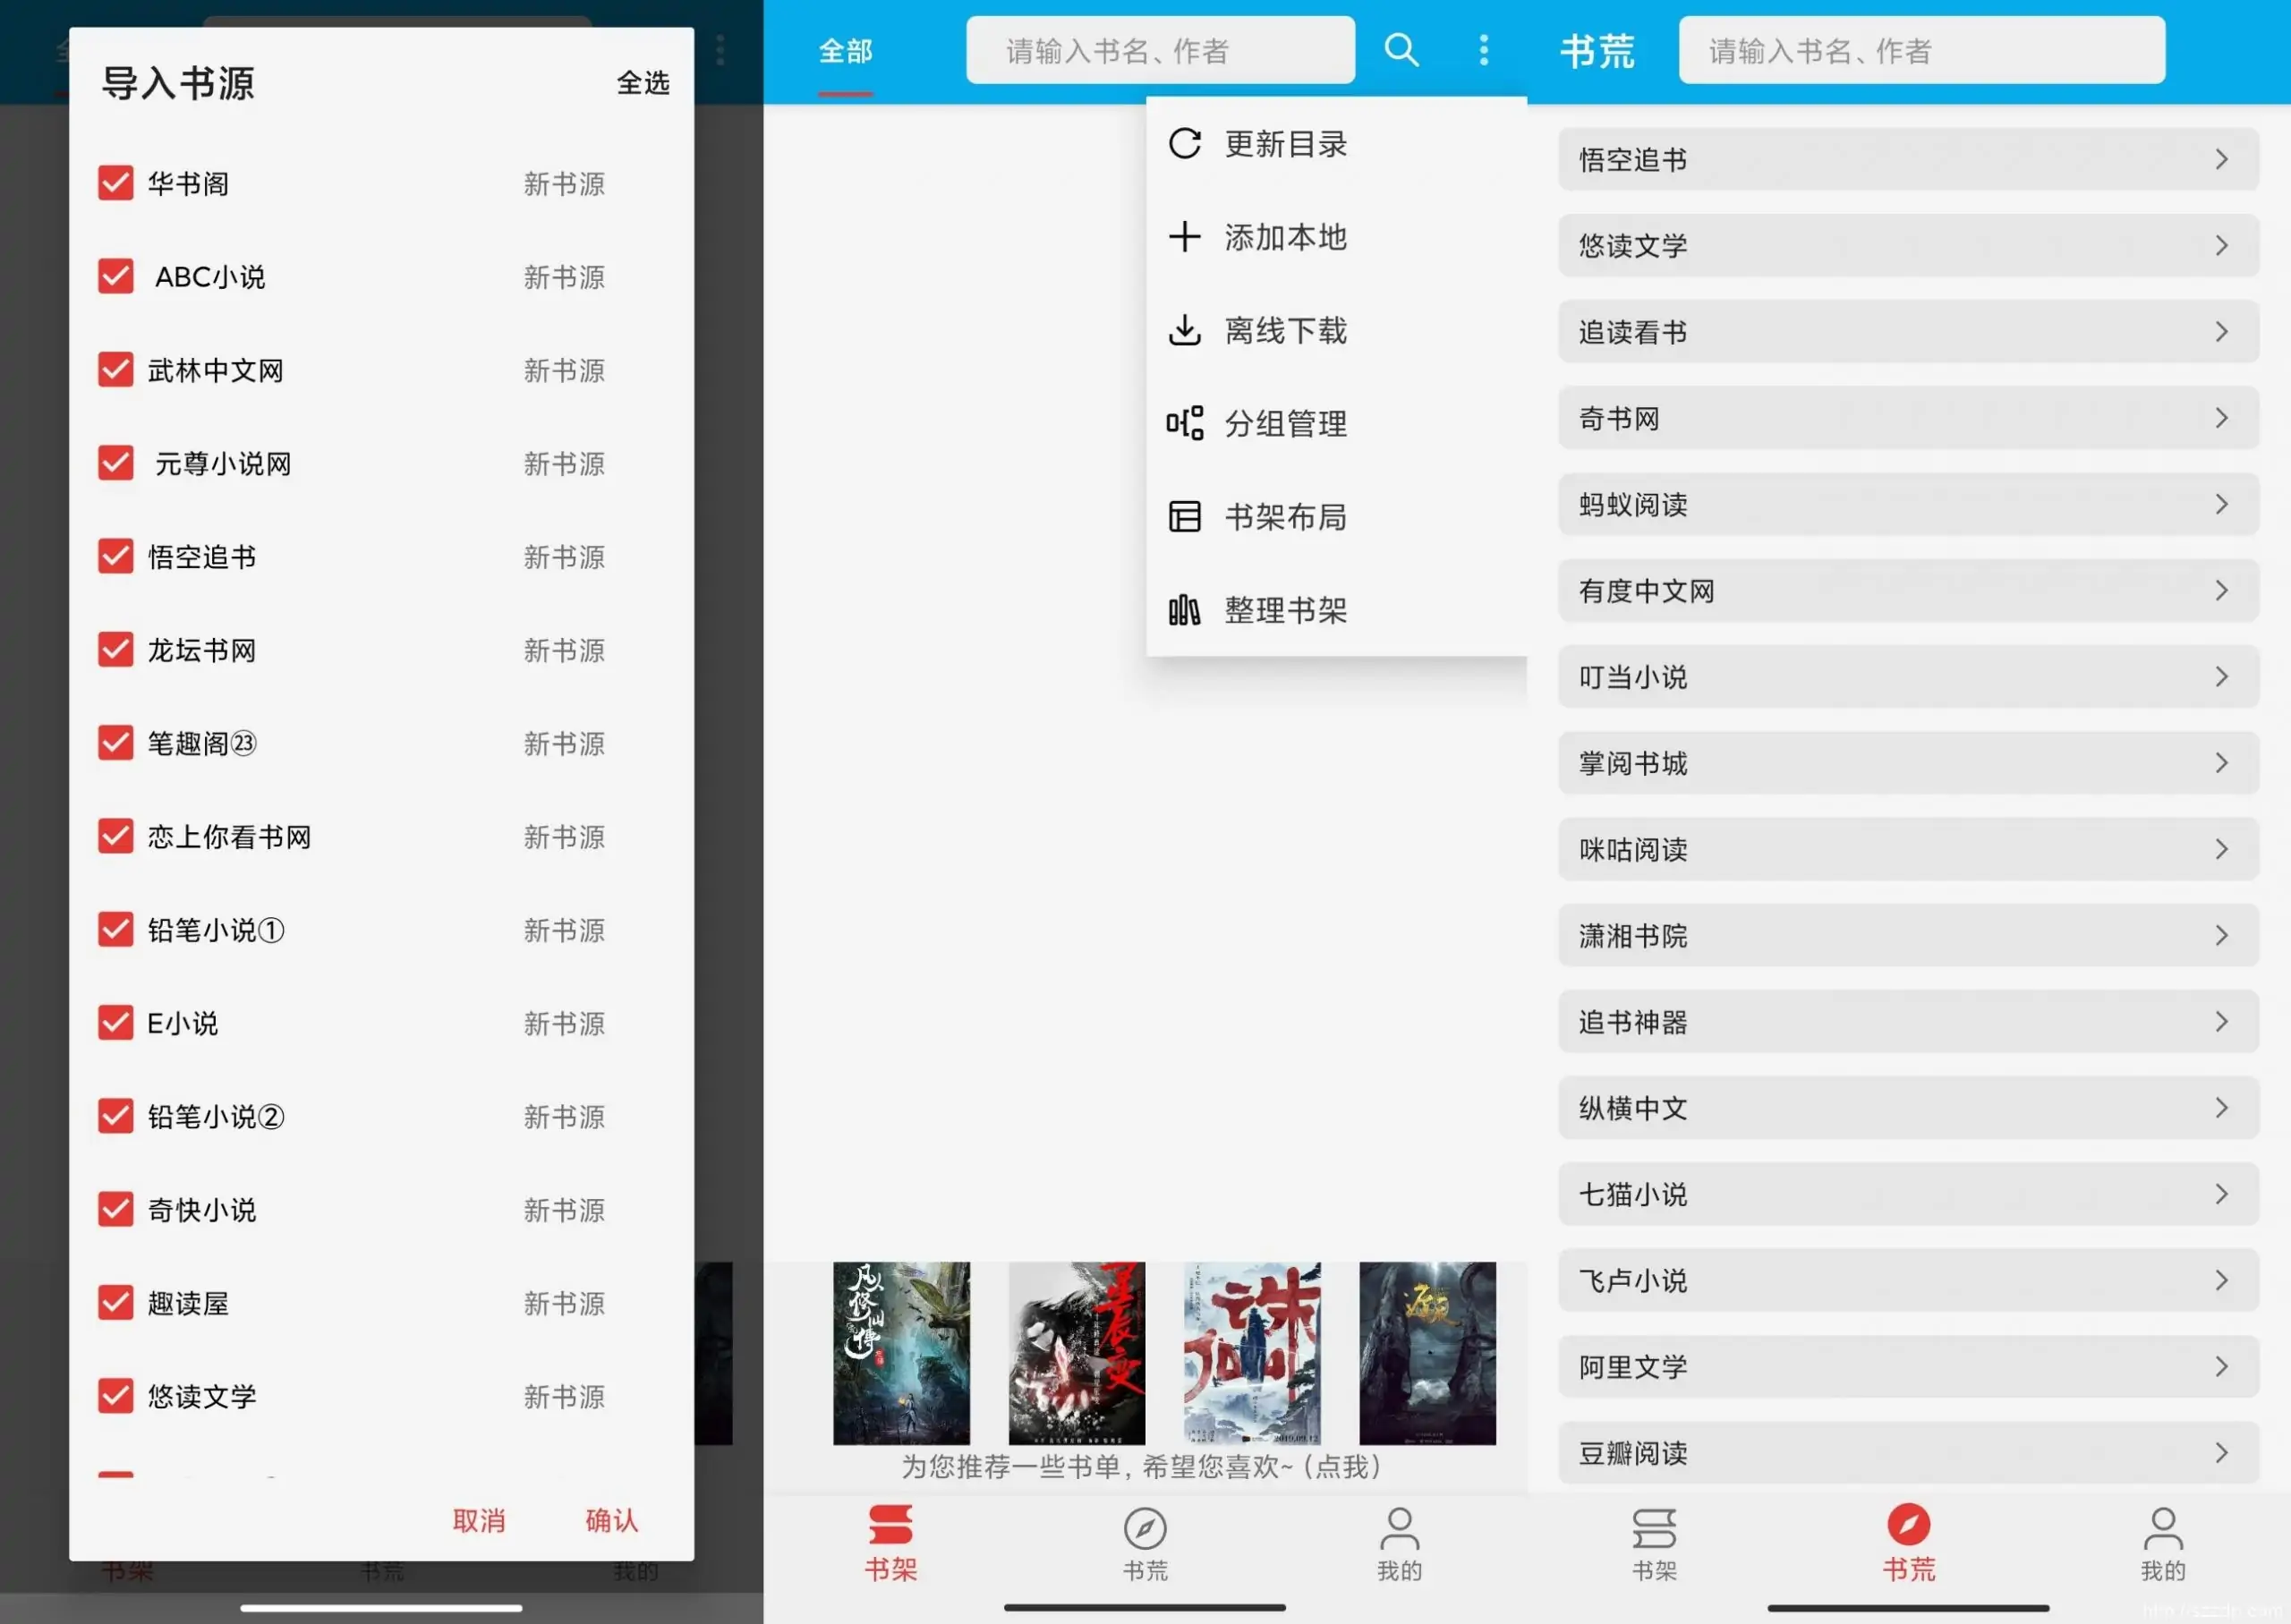 导入书源
全选
华书阁 新书源
ABC小说 新书源
武林中文网 新书源
元尊小说网 新书源
悟空追书 新书源
龙坛书网 新书源
笔趣阁㉓ 新书源
恋上你看书网 新书源
铅笔小说① 新书源
E小说 新书源
铅笔小说② 新书源
奇快小说 新书源
趣读屋 新书源
悠读文学 新书源
取消 确认
书架 书荒 我的
全部
请输入书名、作者
更新目录
添加本地
离线下载
分组管理
书架布局
整理书架
凡人修仙传
星辰变
诛仙
2019.09.12
为您推荐一些书单,希望您喜欢~(点我)
书架 书荒 我的
书荒
请输入书名、作者
悟空追书
悠读文学
追读看书
奇书网
蚂蚁阅读
有度中文网
叮当小说
掌阅书城
咪咕阅读
潇湘书院
追书神器
纵横中文
七猫小说
飞卢小说
阿里文学
豆瓣阅读
书架 书荒 我的